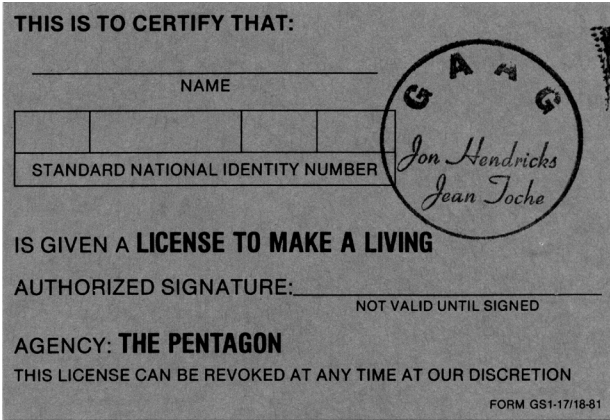 THIS IS TO CERTIFY THAT:
NAME
STANDARD NATIONAL IDENTITY NUMBER
GAAG
Jon Hendricks
Jean Toche
IS GIVEN A LICENSE TO MAKE A LIVING
AUTHORIZED SIGNATURE:
NOT VALID UNTIL SIGNED
AGENCY: THE PENTAGON
THIS LICENSE CAN BE REVOKED AT ANY TIME AT OUR DISCRETION
FORM GS1-17/18-81